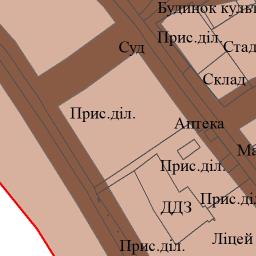 Будинок куль
Прис.діл.
Суд
Стад
Склад
Прис.діл.
Аптека
Ма
Прис.діл.
Прис.діл
ДДЗ
Ліцей
Прис.діл.